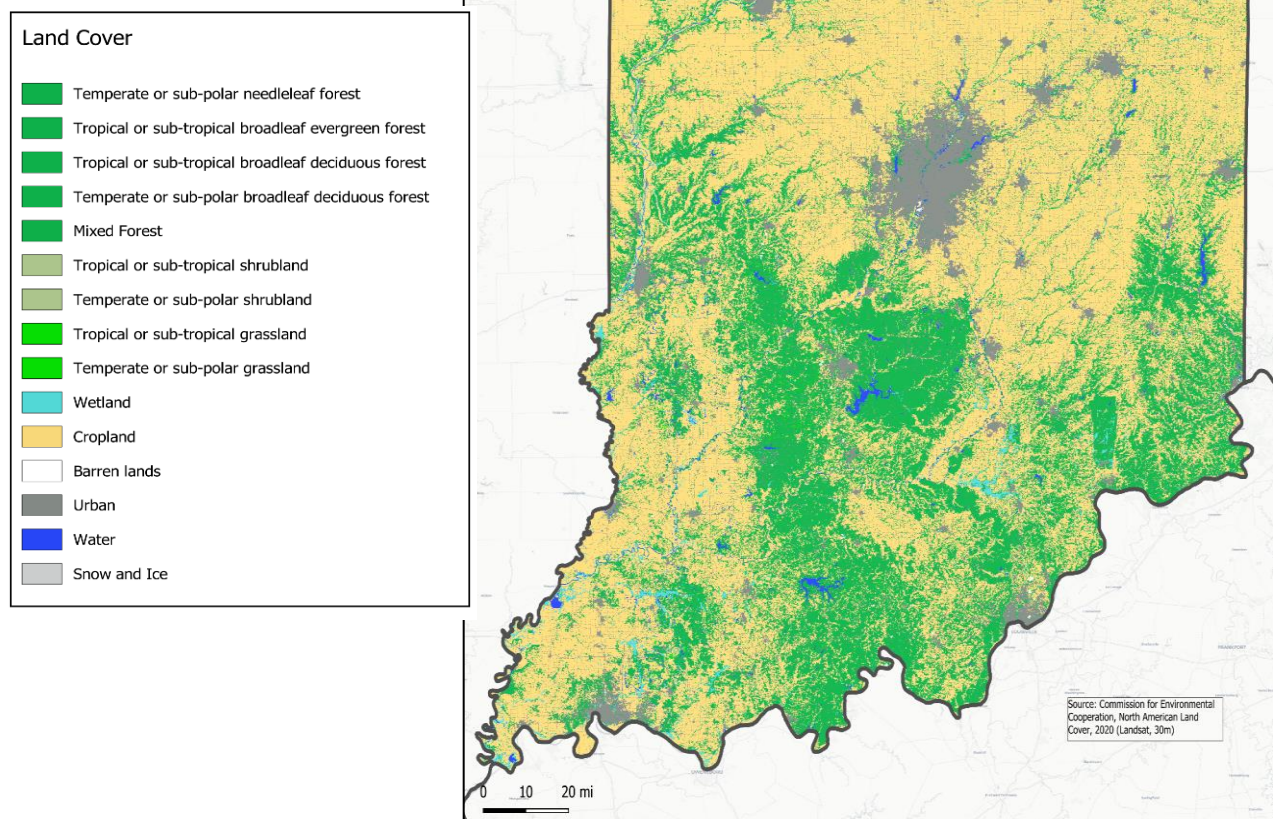 Land Cover
Temperate or sub-polar needleleaf forest
Tropical or sub-tropical broadleaf evergreen forest
Tropical or sub-tropical broadleaf deciduous forest
Temperate or sub-polar broadleaf deciduous forest
Mixed Forest
Tropical or sub-tropical shrubland
Temperate or sub-polar shrubland
Tropical or sub-tropical grassland
Temperate or sub-polar grassland
Wetland
Cropland
Barren lands
Urban
Water
Snow and Ice
FRANKFORT
Source: Commission for Environmental
Cooperation, North American Land
Cover, 2020 (Landsat, 30m)
0 10 20 mi